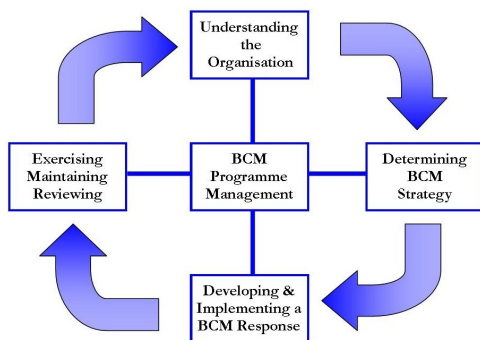 Understanding
the
Organisation
Exercising
Maintaining
Reviewing
BCM
Programme
Management
Determining
BCM
Strategy
Developing &
Implementing a
BCM Response